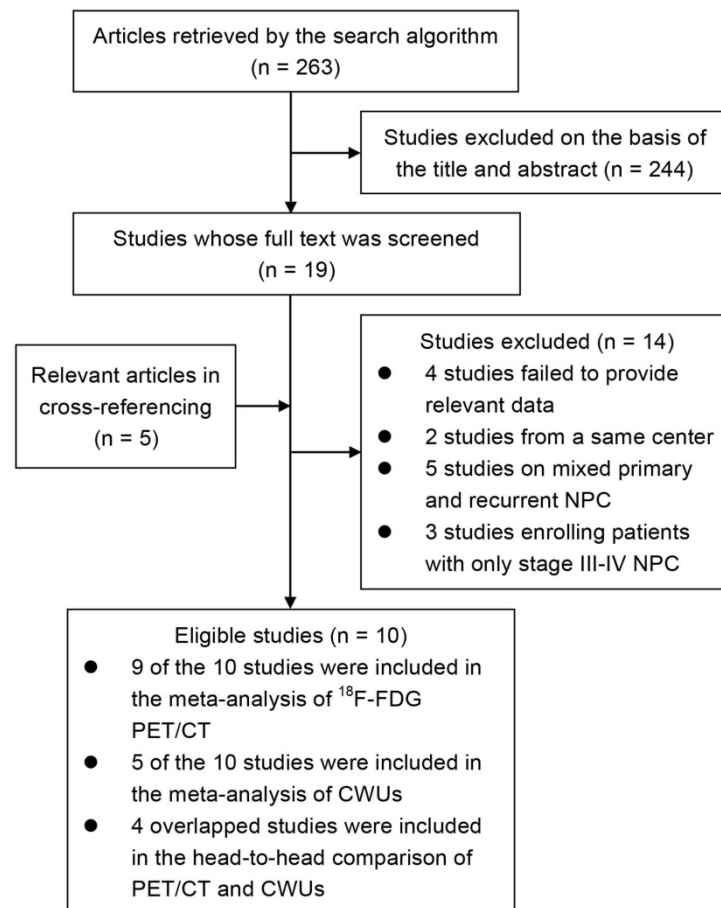 Articles retrieved by the search algorithm
(n = 263)
Studies excluded on the basis of
the title and abstract (n = 244)
Studies whose full text was screened
(n = 19)
Relevant articles in
cross-referencing
(n = 5)
Studies excluded (n = 14)
● 4 studies failed to provide
relevant data
● 2 studies from a same center
● 5 studies on mixed primary
and recurrent NPC
● 3 studies enrolling patients
with only stage III-IV NPC
Eligible studies (n = 10)
● 9 of the 10 studies were included in
the meta-analysis of ¹⁸F-FDG
PET/CT
● 5 of the 10 studies were included in
the meta-analysis of CWUs
● 4 overlapped studies were included
in the head-to-head comparison of
PET/CT and CWUs